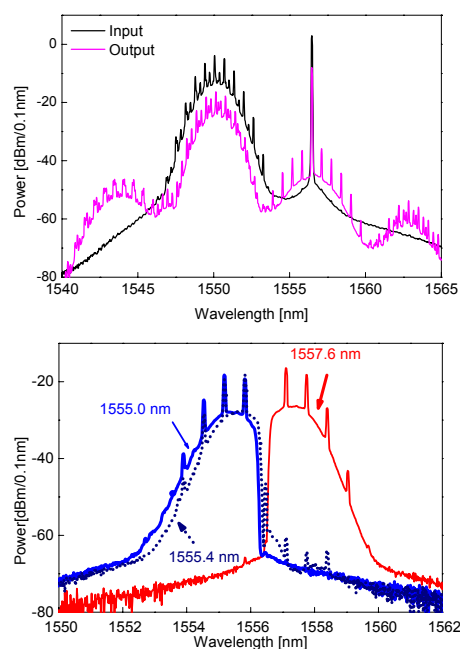 Input
Output
0
-20
-40
-60
-80
Power [dBm/0.1nm]
1540 1545 1550 1555 1560 1565
Wavelength [nm]
1557.6 nm
1555.0 nm
1555.4 nm
-20
-40
-60
-80
Power[dBm/0.1nm]
1550 1552 1554 1556 1558 1560 1562
Wavelength [nm]